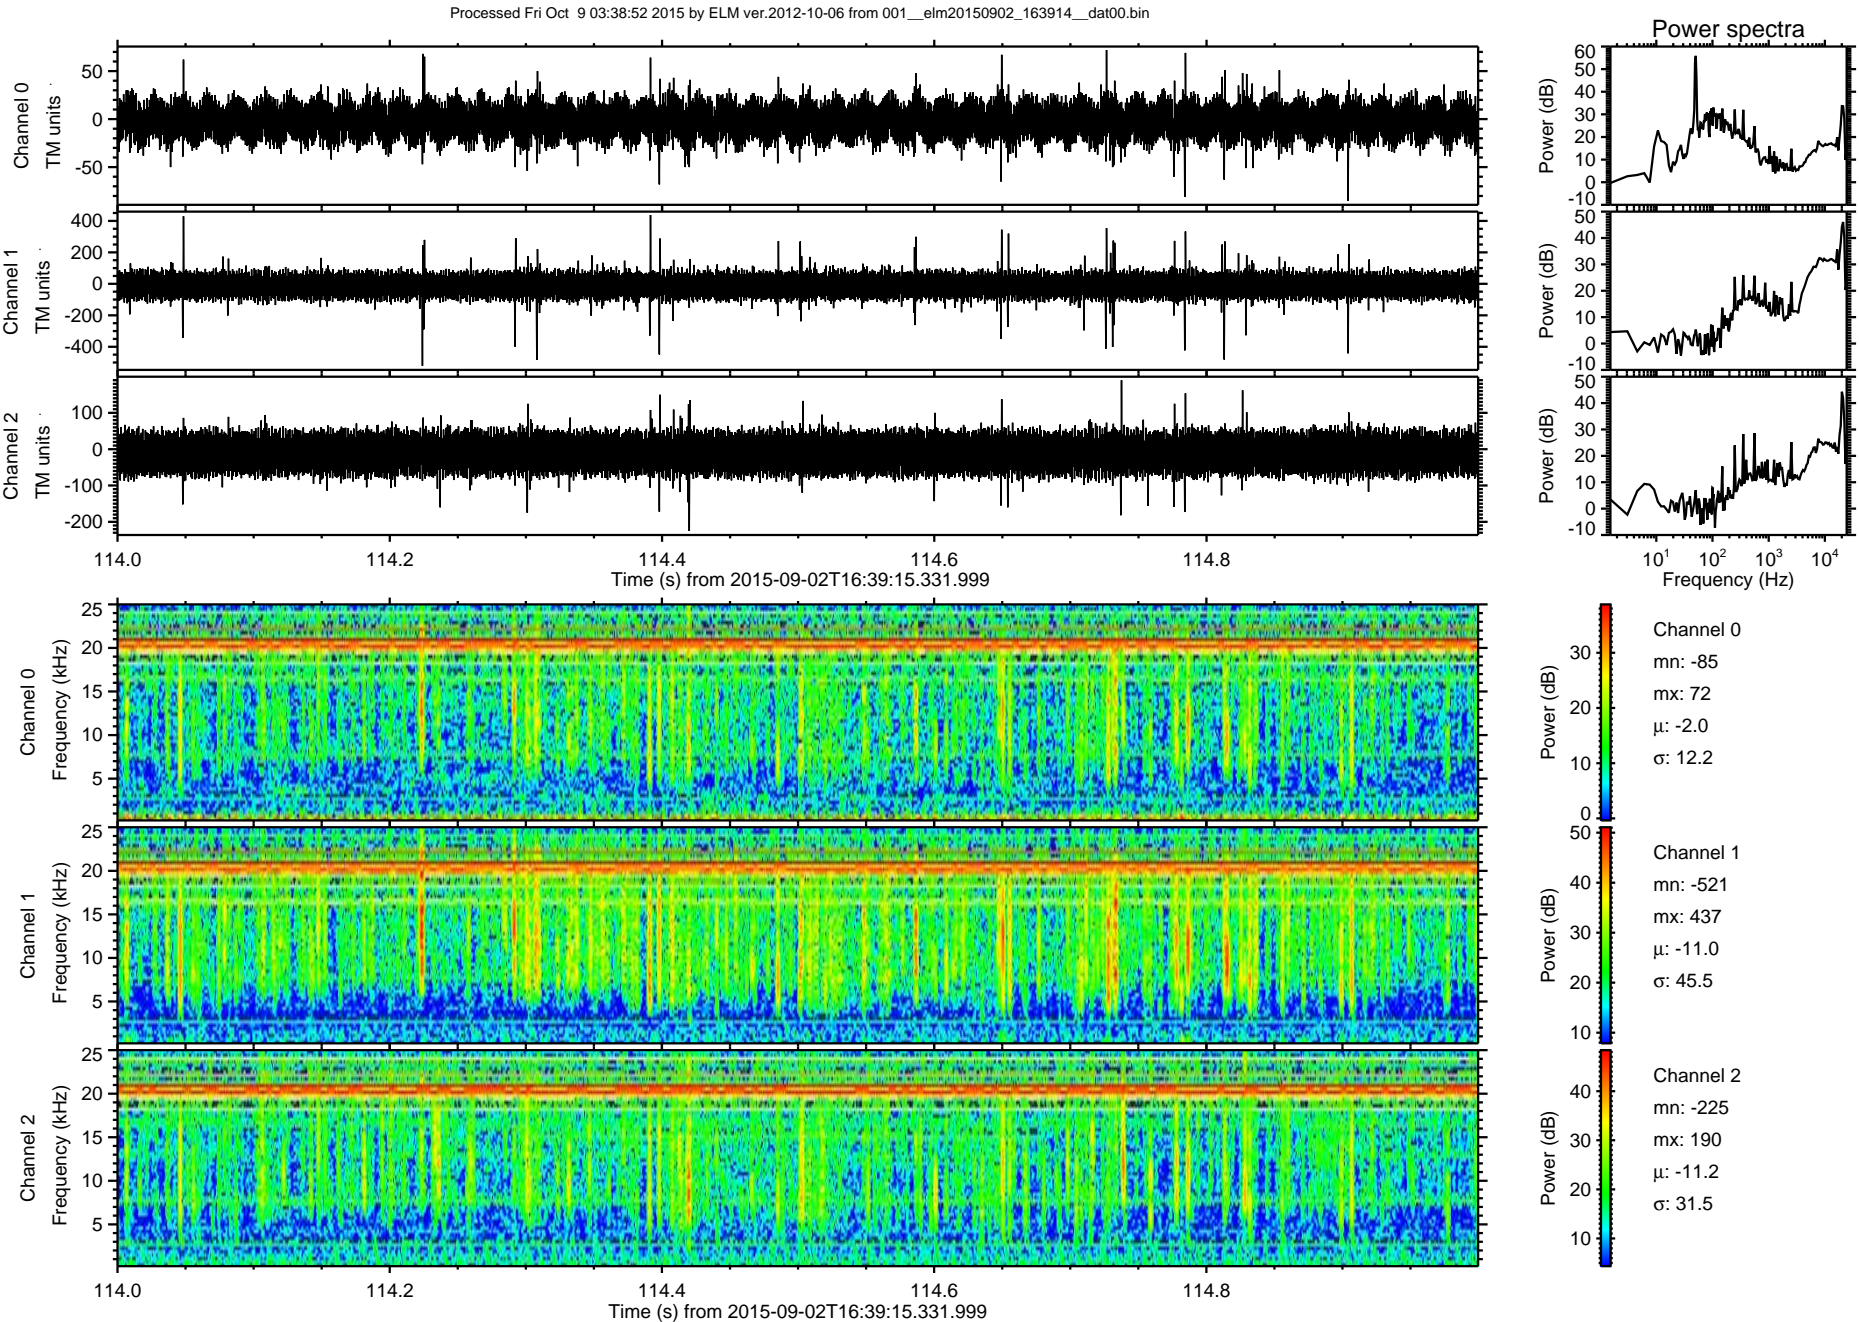 Processed Fri Oct 9 03:38:52 2015 by ELM ver.2012-10-06 from 001__elm20150902_163914__dat00.bin
Power spectra
Channel 0
TM units
50
0
-50
Power (dB)
60
50
40
30
20
10
0
-10
Channel 1
TM units
400
200
0
-200
-400
Power (dB)
50
40
30
20
10
0
-10
Channel 2
TM units
100
0
-100
-200
Power (dB)
50
40
30
20
10
0
-10
114.0 114.2 114.4 114.6 114.8
Time (s) from 2015-09-02T16:39:15.331.999
10¹ 10² 10³ 10⁴
Frequency (Hz)
Channel 0
Frequency (kHz)
25
20
15
10
5
Power (dB)
30
20
10
0
Channel 0
mn: -85
mx: 72
μ: -2.0
σ: 12.2
Channel 1
Frequency (kHz)
25
20
15
10
5
Power (dB)
50
40
30
20
10
Channel 1
mn: -521
mx: 437
μ: -11.0
σ: 45.5
Channel 2
Frequency (kHz)
25
20
15
10
5
Power (dB)
40
30
20
10
Channel 2
mn: -225
mx: 190
μ: -11.2
σ: 31.5
114.0 114.2 114.4 114.6 114.8
Time (s) from 2015-09-02T16:39:15.331.999